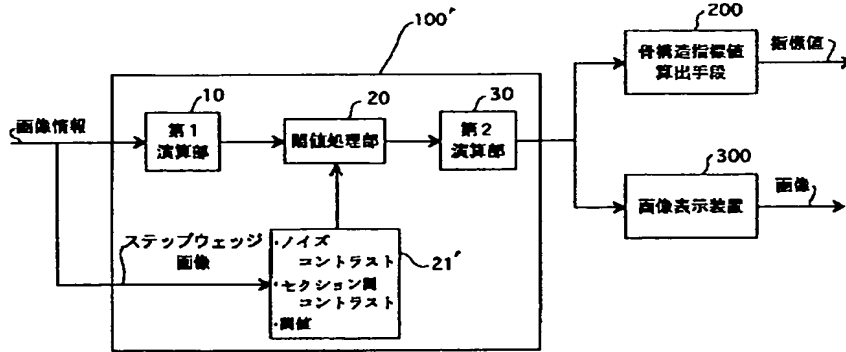 100′
200
骨構造指標値
算出手段
指標値
10
20
30
画像情報
第1
演算部
閾値処理部
第2
演算部
300
画像表示装置
画像
ステップウェッジ
画像
・ノイズ
コントラスト
・セクション間
コントラスト
・閾値
21′